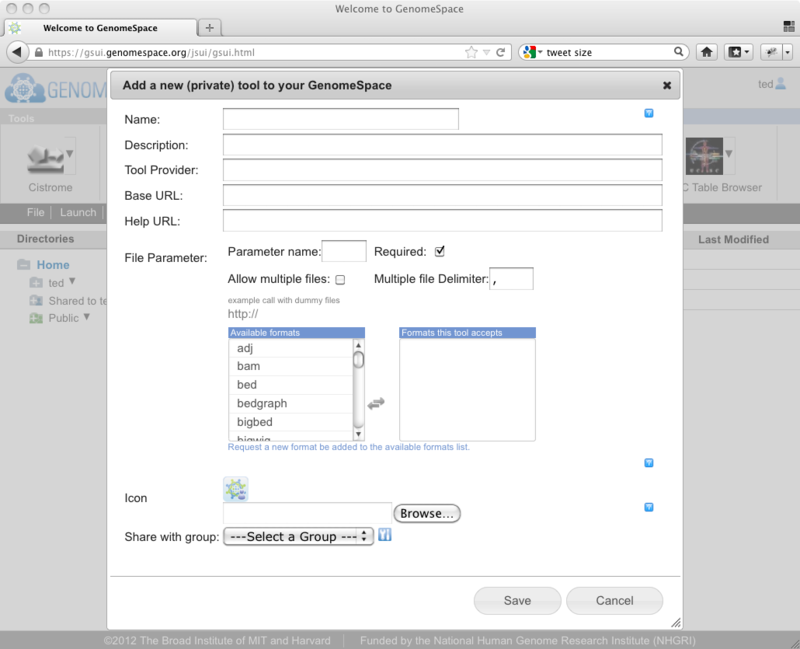 Welcome to GenomeSpace
Welcome to GenomeSpace
https://gsui.genomespace.org/jsui/gsui.html
tweet size
GENOM
ted
Add a new (private) tool to your GenomeSpace
Tools
Name:
Description:
Tool Provider:
Base URL:
Help URL:
Cistrome
C Table Browser
File
Launch
Directories
Last Modified
Home
ted
Shared to te
Public
File Parameter:
Parameter name:
Required:
Allow multiple files:
Multiple file Delimiter: ,
example call with dummy files
http://
Available formats
Formats this tool accepts
adj
bam
bed
bedgraph
bigbed
bigwig
Request a new format be added to the available formats list.
Icon
Browse...
Share with group:
---Select a Group ---
Save
Cancel
©2012 The Broad Institute of MIT and Harvard
Funded by the National Human Genome Research Institute (NHGRI)